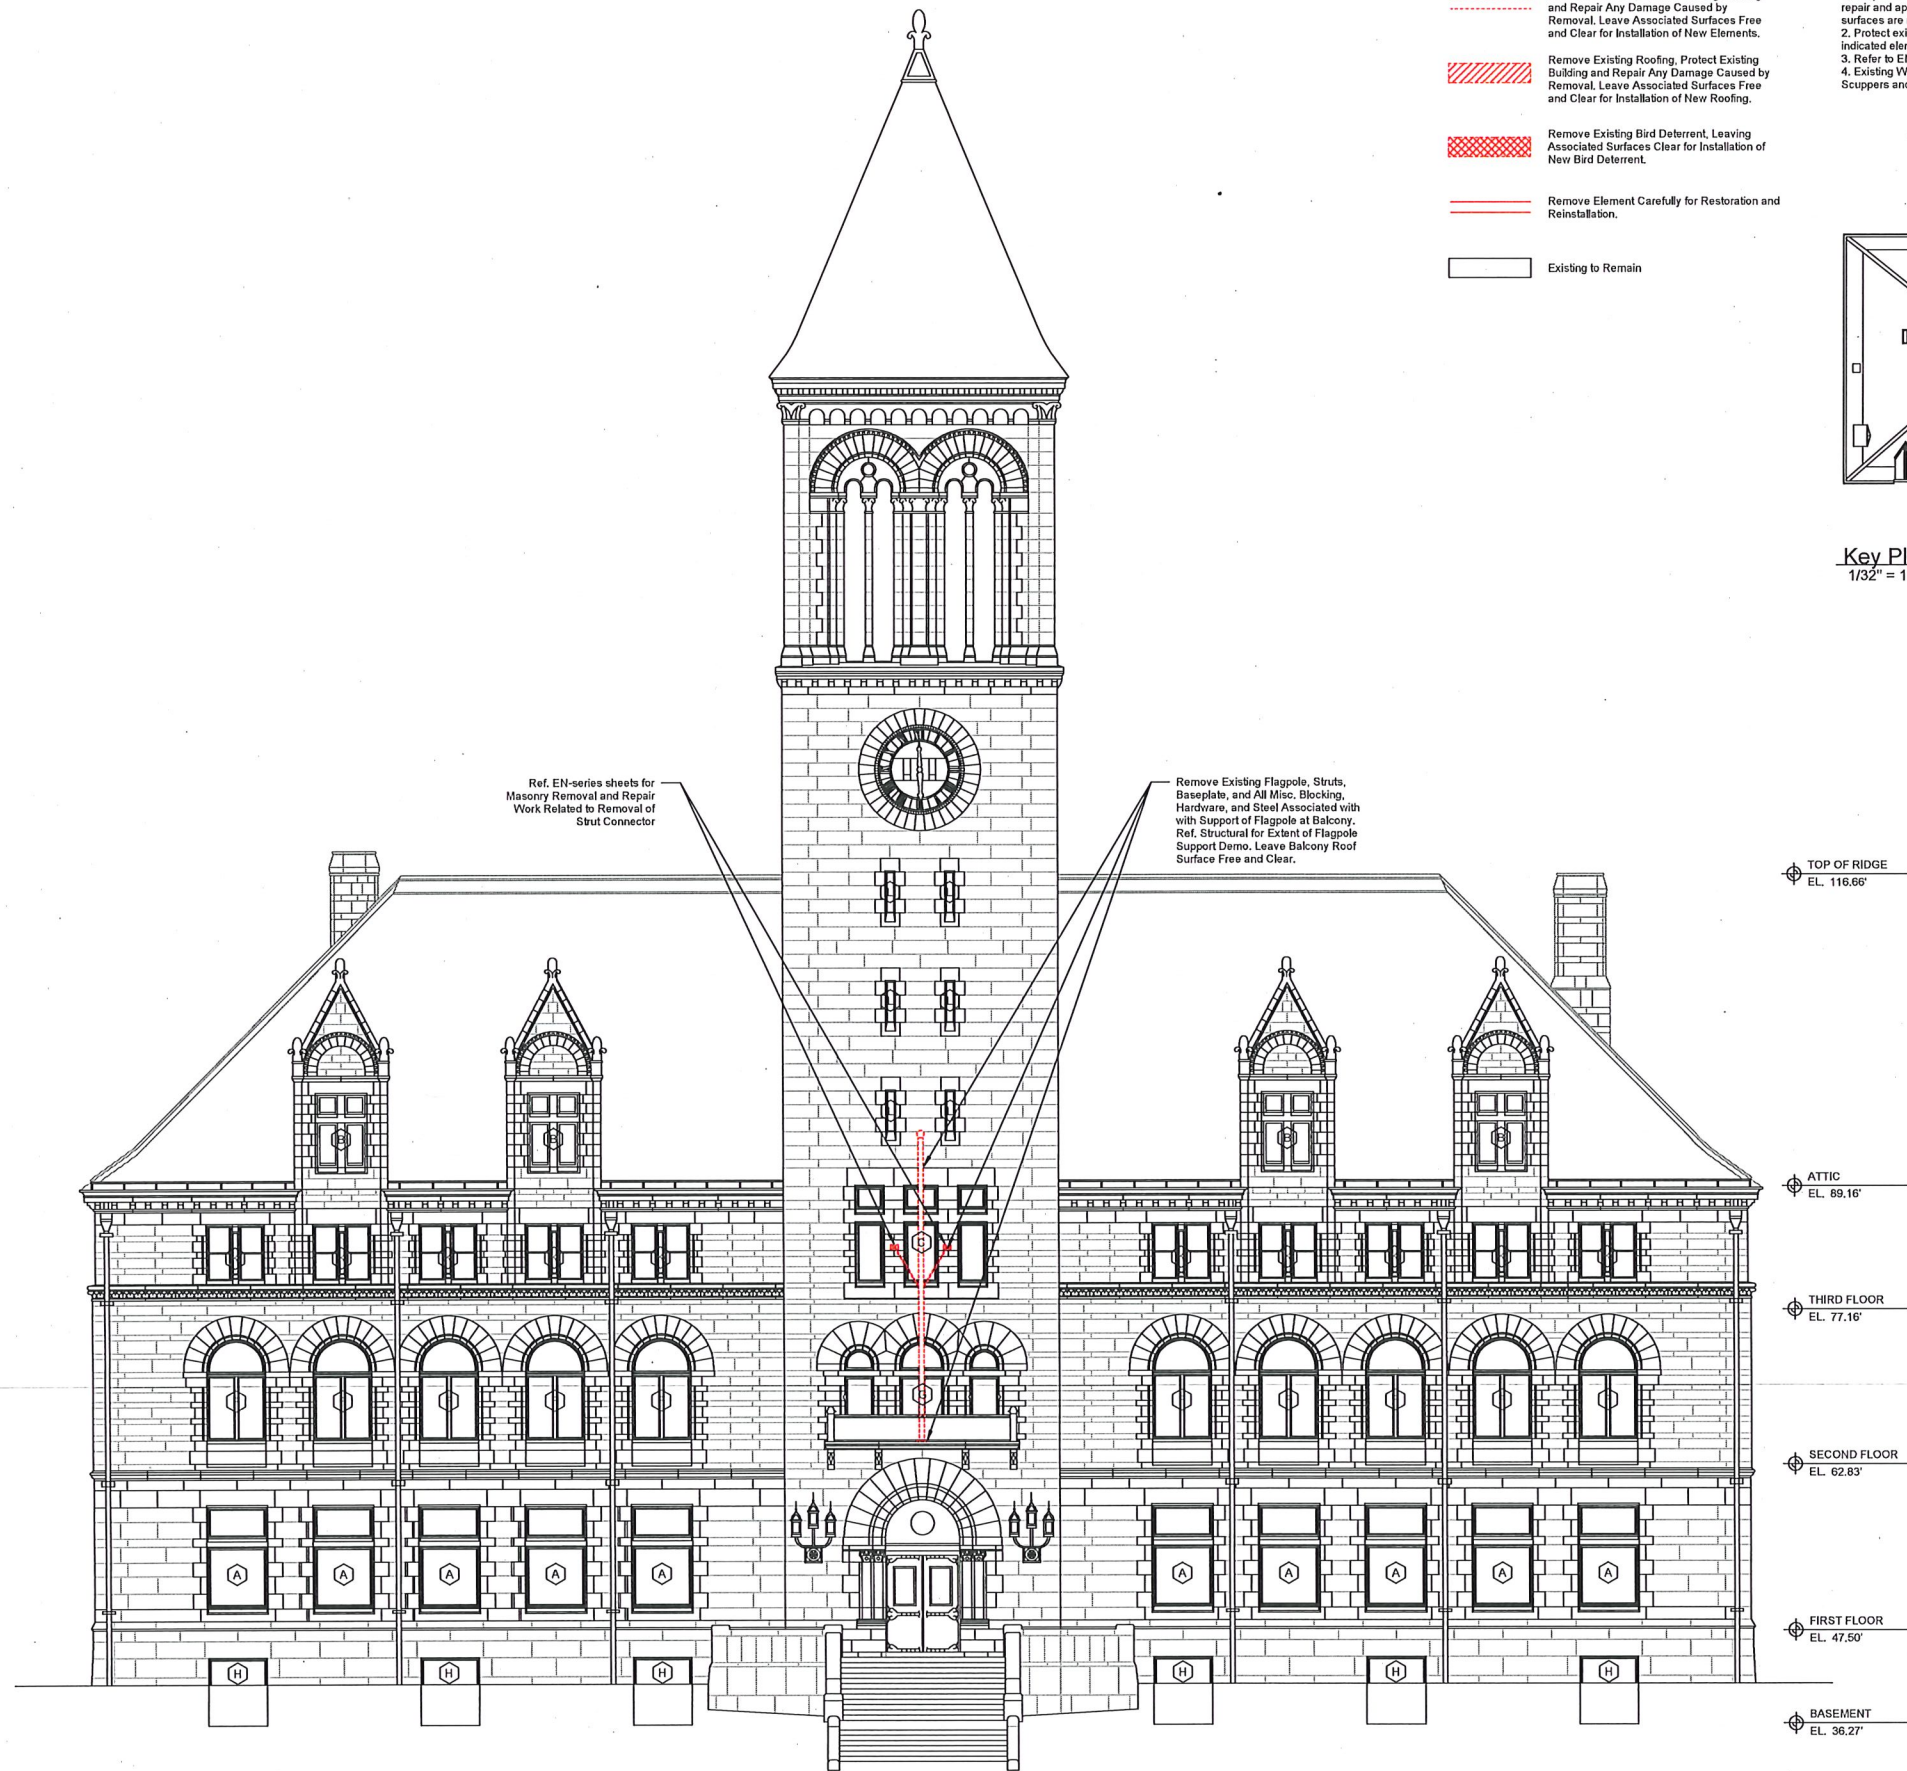 and Repair Any Damage Caused by
Removal. Leave Associated Surfaces Free
and Clear for Installation of New Elements.
Remove Existing Roofing, Protect Existing
Building and Repair Any Damage Caused by
Removal. Leave Associated Surfaces Free
and Clear for Installation of New Roofing.
Remove Existing Bird Deterrent, Leaving
Associated Surfaces Clear for Installation of
New Bird Deterrent.
Remove Element Carefully for Restoration and
Reinstallation.
Existing to Remain
repair and
surfaces are
2. Protect
indicated
3. Refer to
4. Existing
Scuppers
Key
1/32" = 1
Ref. EN-series sheets for
Masonry Removal and Repair
Work Related to Removal of
Strut Connector
Remove Existing Flagpole, Struts,
Baseplate, and All Misc. Blocking,
Hardware, and Steel Associated with
with Support of Flagpole at Balcony.
Ref. Structural for Extent of Flagpole
Support Demo. Leave Balcony Roof
Surface Free and Clear.
TOP OF RIDGE
EL. 116.66'
B B B B
ATTIC
EL. 89.16'
THIRD FLOOR
EL. 77.16'
G
SECOND FLOOR
EL. 62.83'
A A A A A A A A A A
FIRST FLOOR
EL. 47.50'
H H H H H H
BASEMENT
EL. 36.27'